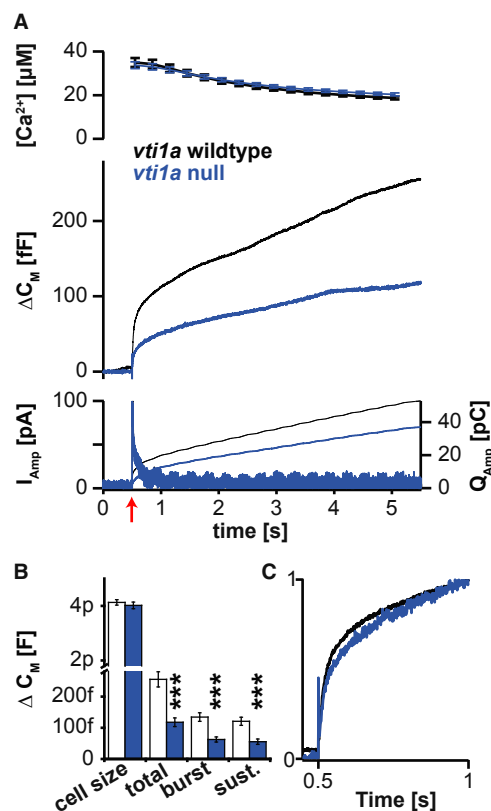 A
[Ca²⁺] [µM]
40
20
0
vti1a wildtype
vti1a null
ΔC_M [fF]
200
100
0
I_Amp [pA]
100
50
0
Q_Amp [pC]
40
20
0
0 1 2 3 4 5
time [s]
B
Δ C_M [F]
4p
2p
200f
100f
0
*** *** ***
cell size total burst sust.
C
1
0
0.5 1
Time [s]